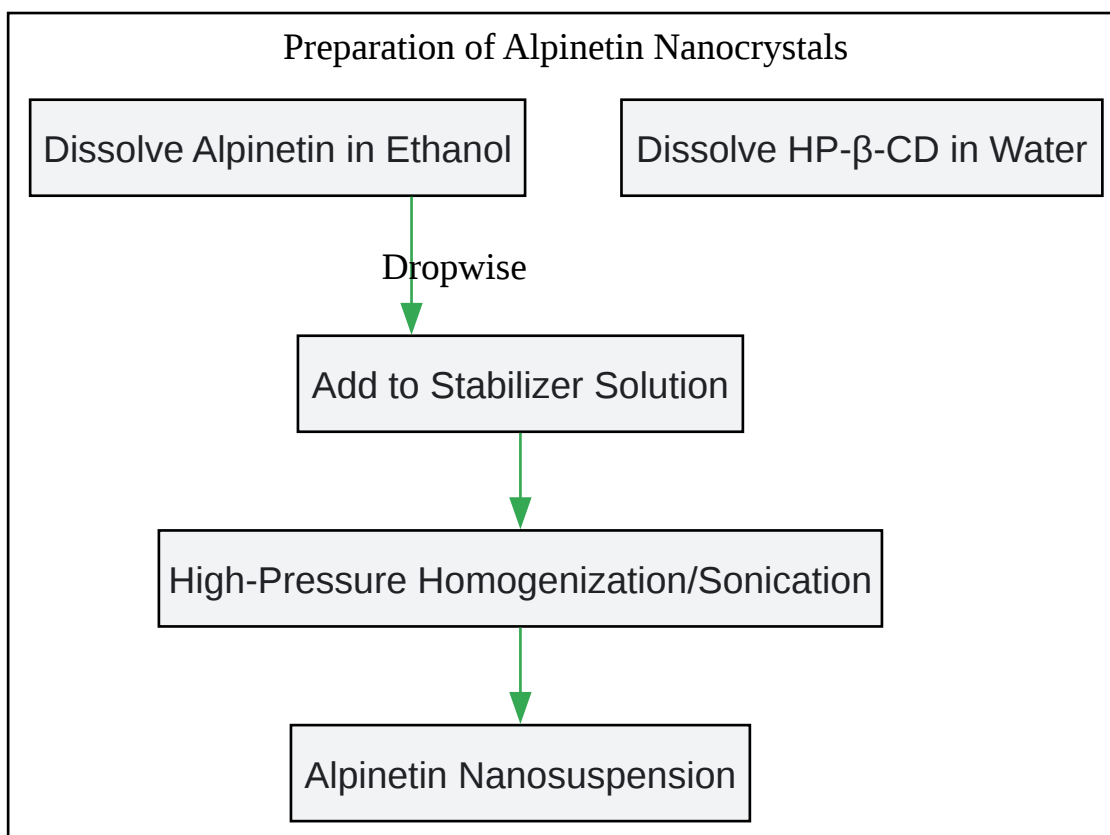 Preparation of Alpinetin Nanocrystals
Dissolve Alpinetin in Ethanol
Dissolve HP-β-CD in Water
Dropwise
Add to Stabilizer Solution
High-Pressure Homogenization/Sonication
Alpinetin Nanosuspension